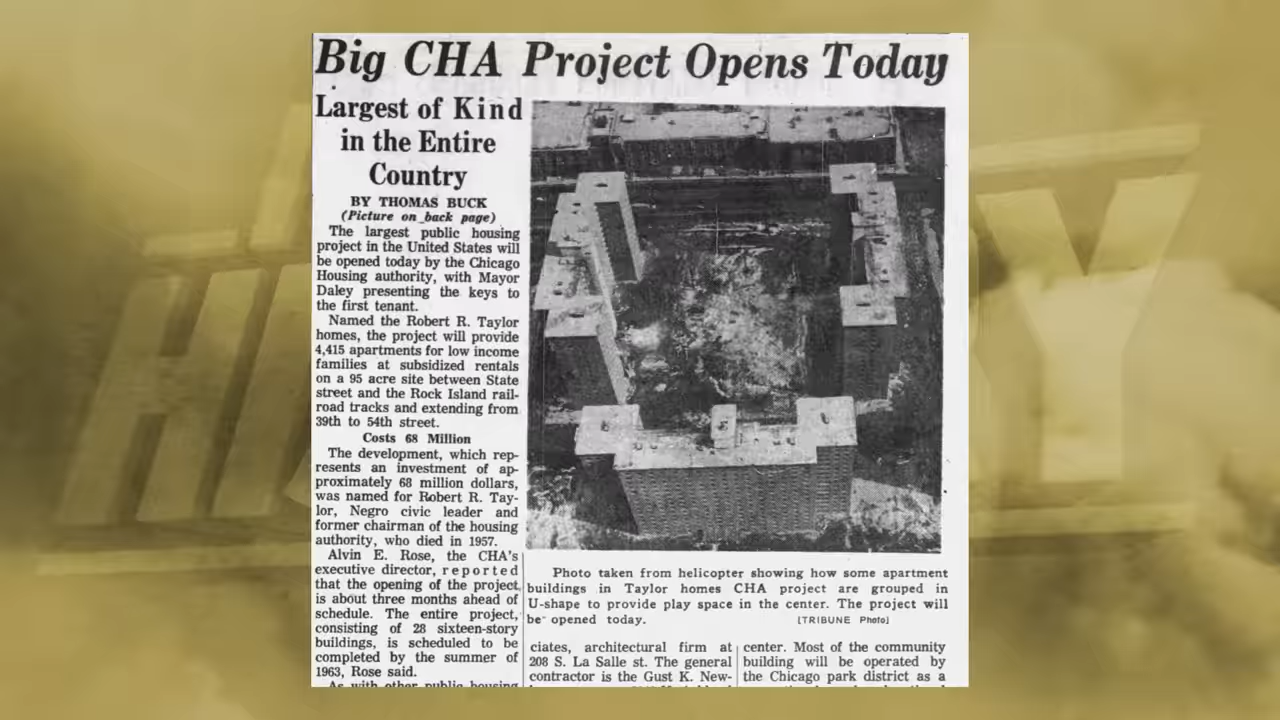 Big CHA Project Opens Today
Largest of Kind
in the Entire
Country
BY THOMAS BUCK
(Picture on back page)
The largest public housing
project in the United States will
be opened today by the Chicago
Housing authority, with Mayor
Daley presenting the keys to
the first tenant.
Named the Robert R. Taylor
homes, the project will provide
4,415 apartments for low income
families at subsidized rentals
on a 95 acre site between State
street and the Rock Island rail-
road tracks and extending from
39th to 54th street.
Costs 68 Million
The development, which rep-
resents an investment of ap-
proximately 68 million dollars,
was named for Robert R. Tay-
lor, Negro civic leader and
former chairman of the housing
authority, who died in 1957.
Alvin E. Rose, the CHA's
executive director, reported
that the opening of the project
is about three months ahead of
schedule. The entire project,
consisting of 28 sixteen-story
buildings, is scheduled to be
completed by the summer of
1963, Rose said.
As with other public housing
Photo taken from helicopter showing how some apartment
buildings in Taylor homes CHA project are grouped in
U-shape to provide play space in the center. The project will
be opened today. [TRIBUNE Photo]
ciates, architectural firm at
208 S. La Salle st. The general
contractor is the Gust K. New-
center. Most of the community
building will be operated by
the Chicago park district as a